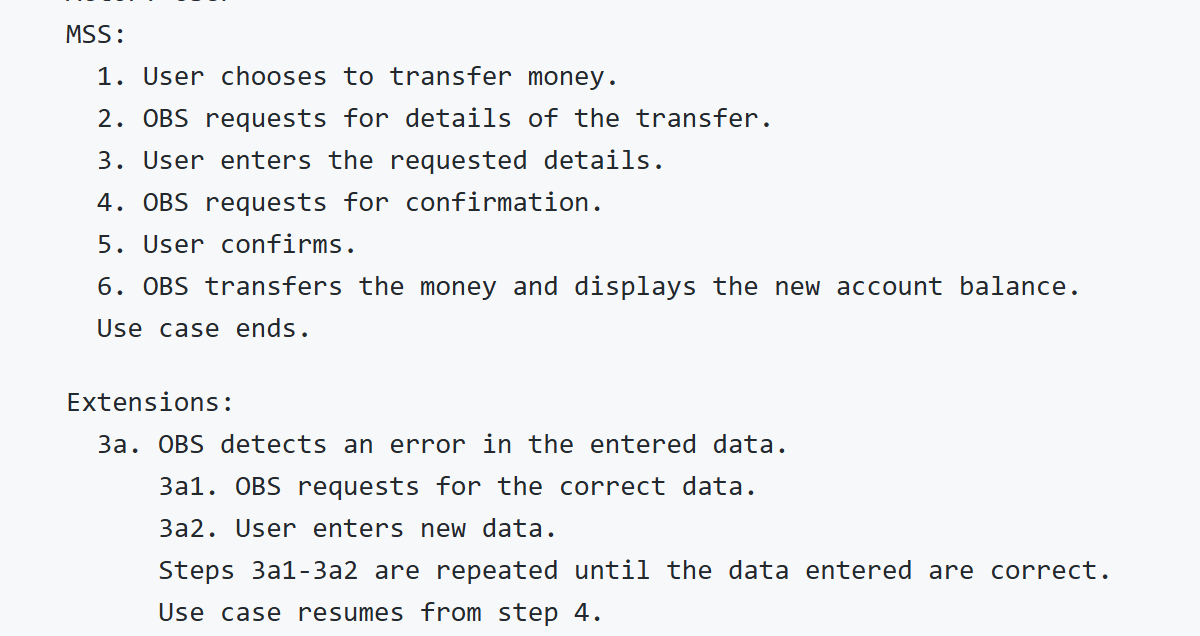 MSS:
1. User chooses to transfer money.
2. OBS requests for details of the transfer.
3. User enters the requested details.
4. OBS requests for confirmation.
5. User confirms.
6. OBS transfers the money and displays the new account balance.
Use case ends.
Extensions:
3a. OBS detects an error in the entered data.
3a1. OBS requests for the correct data.
3a2. User enters new data.
Steps 3a1-3a2 are repeated until the data entered are correct.
Use case resumes from step 4.